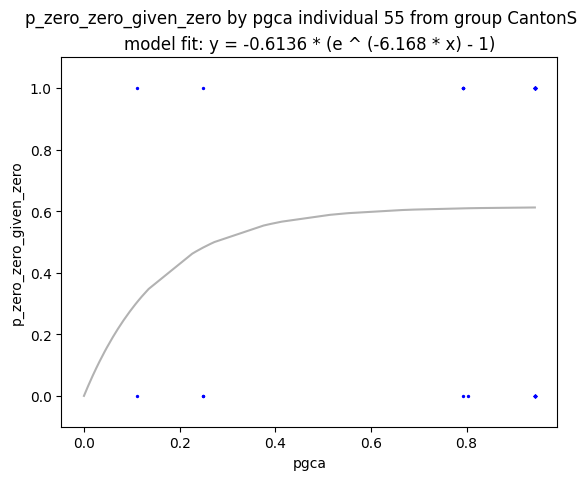 p_zero_zero_given_zero by pgca individual 55 from group CantonS
model fit: y = -0.6136 * (e ^ (-6.168 * x) - 1)
1.0
0.8
0.6
0.4
0.2
0.0
p_zero_zero_given_zero
0.0 0.2 0.4 0.6 0.8
pgca